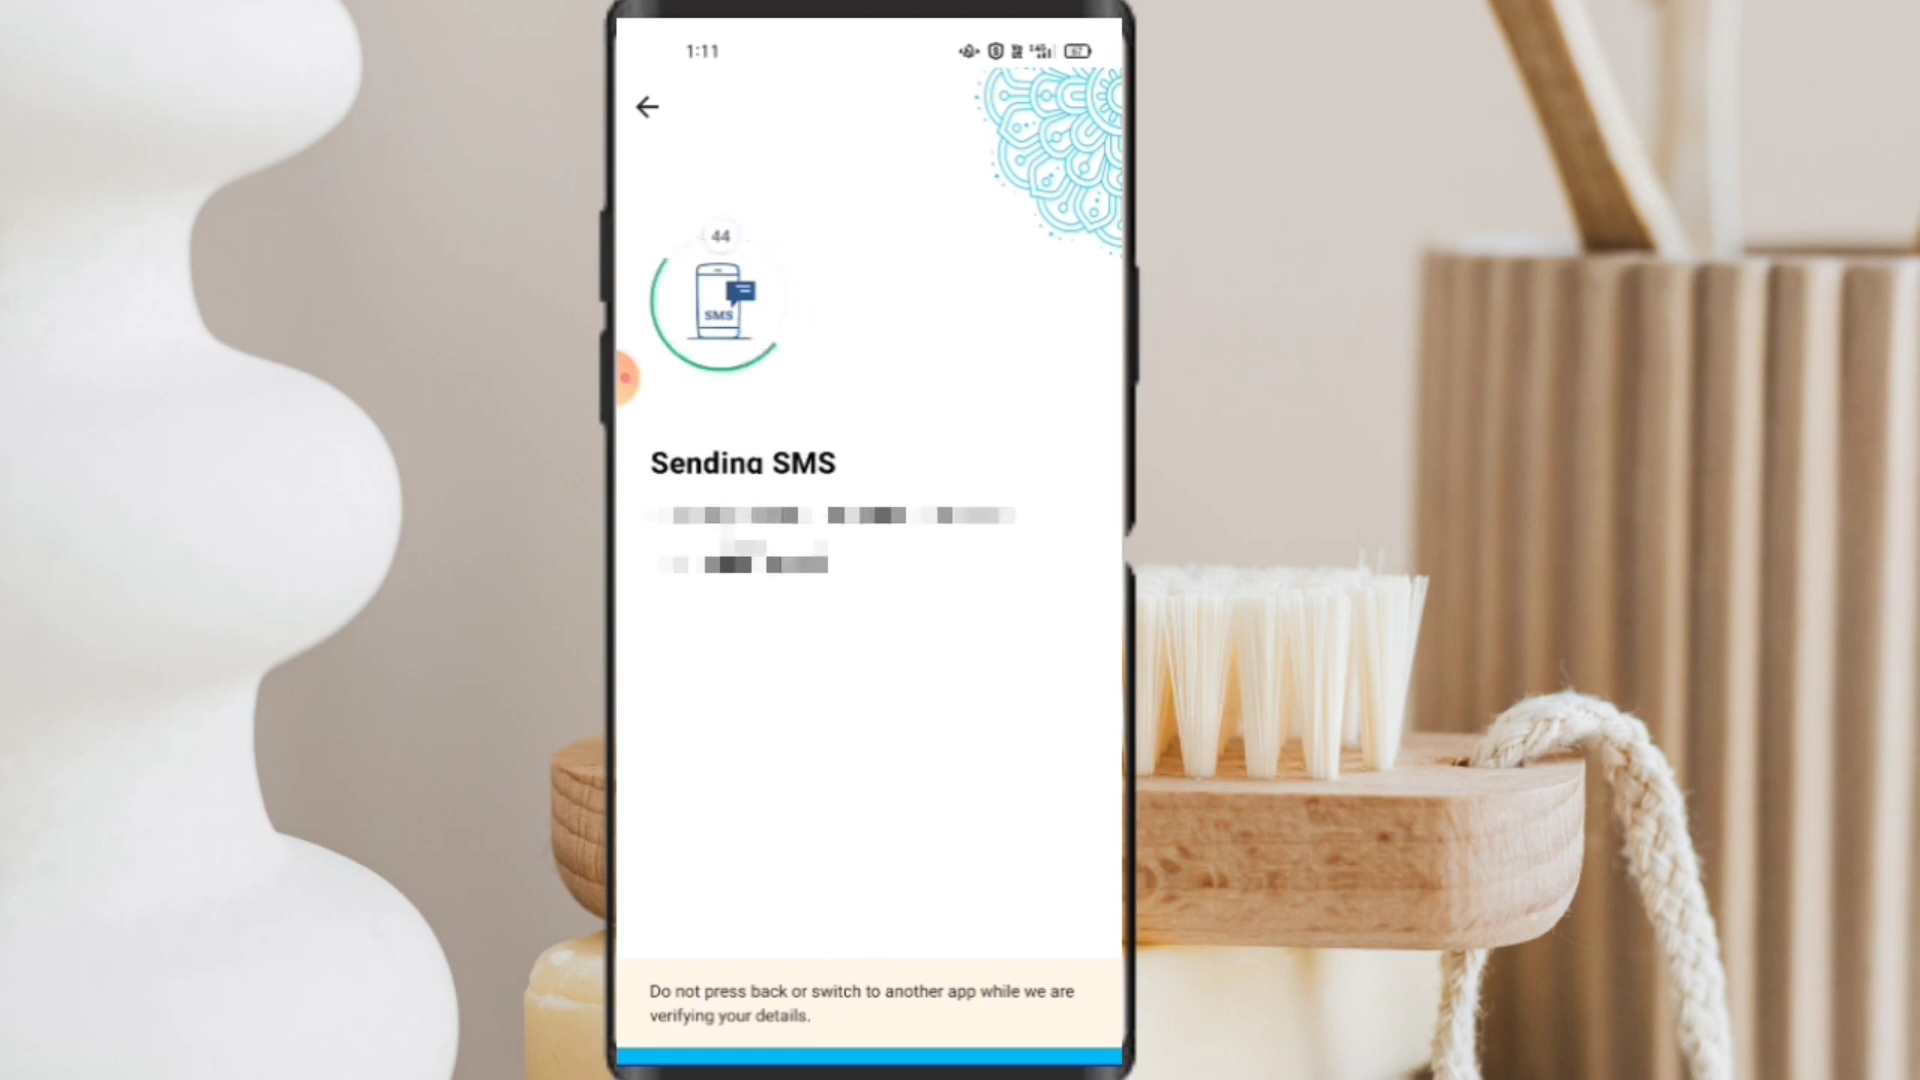 1:11
67
44
SMS
Sending SMS
Do not press back or switch to another app while we are
verifying your details.